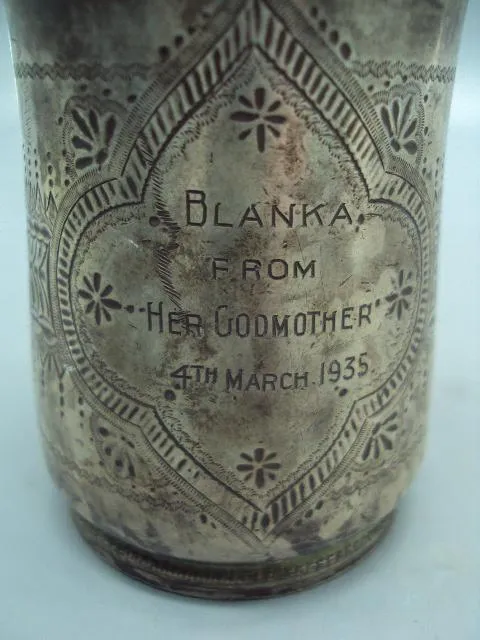 BLANKA
FROM
HER GODMOTHER
4TH MARCH. 1935